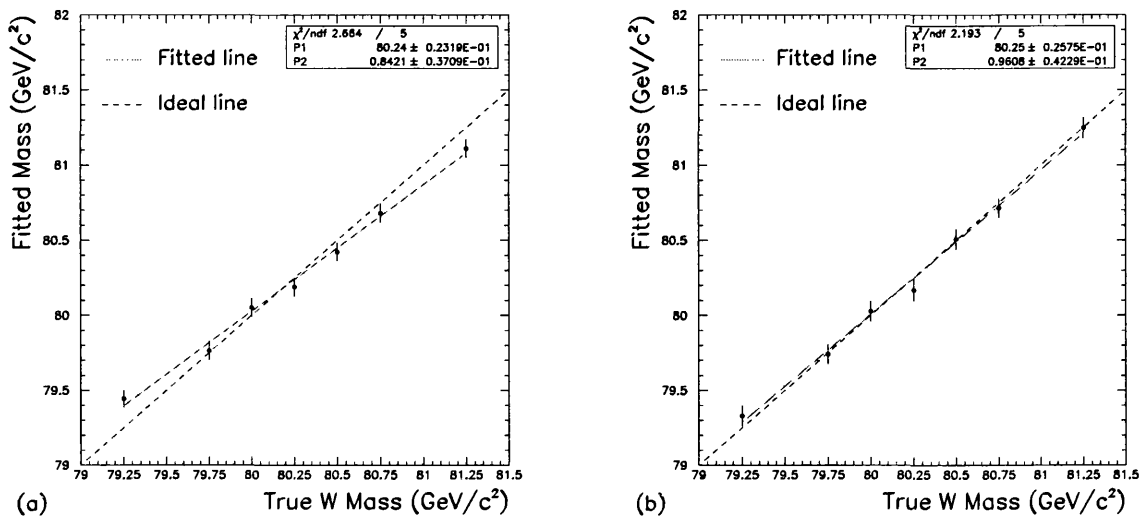 82
χ²/ndf 2.664 / 5
P1 80.24 ± 0.2319E-01
P2 0.8421 ± 0.3709E-01
Fitted line
Ideal line
81.5
81
80.5
80
79.5
79
Fitted Mass (GeV/c²)
79 79.25 79.5 79.75 80 80.25 80.5 80.75 81 81.25 81.5
(a) True W Mass (GeV/c²)
82
χ²/ndf 2.193 / 5
P1 80.25 ± 0.2575E-01
P2 0.9608 ± 0.4229E-01
Fitted line
Ideal line
81.5
81
80.5
80
79.5
79
Fitted Mass (GeV/c²)
79 79.25 79.5 79.75 80 80.25 80.5 80.75 81 81.25 81.5
(b) True W Mass (GeV/c²)